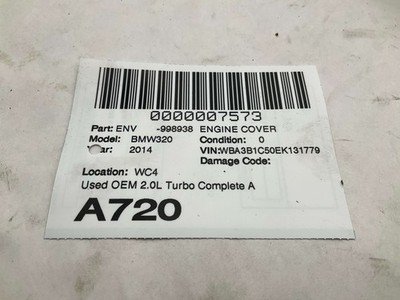 0000007573
Part: ENV -998938 ENGINE COVER
Model: BMW320 Condition: 0
ar: 2014 VIN:WBA3B1C50EK131779
Damage Code:
Location: WC4
Used OEM 2.0L Turbo Complete A
A720